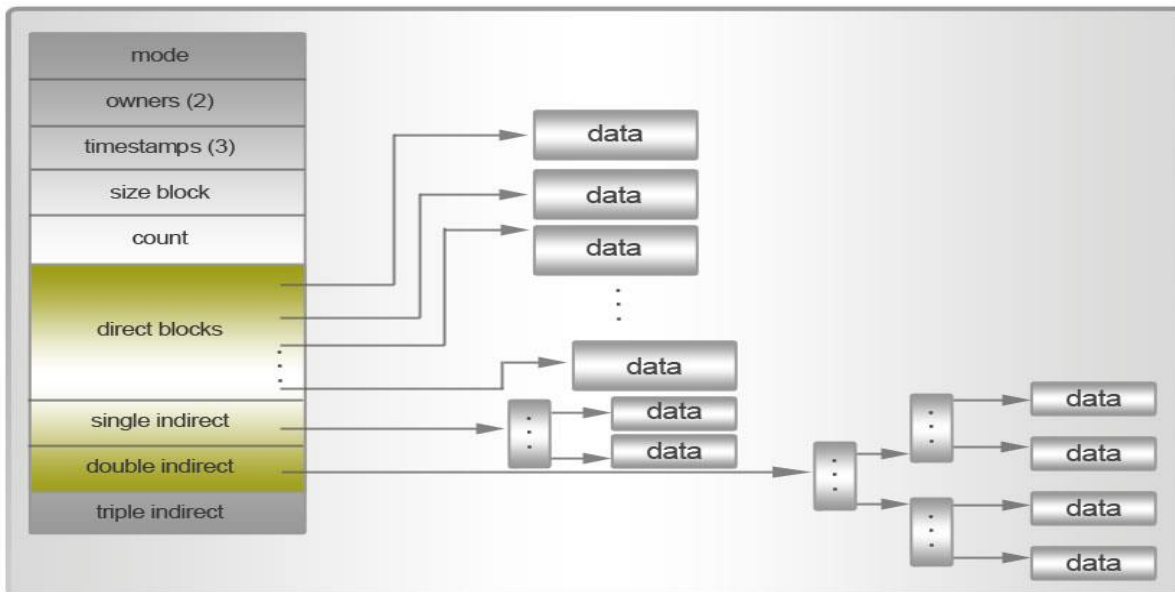 mode
owners (2)
timestamps (3)
size block
count
direct blocks
single indirect
double indirect
triple indirect
data
data
data
data
data
data
data
data
data
data